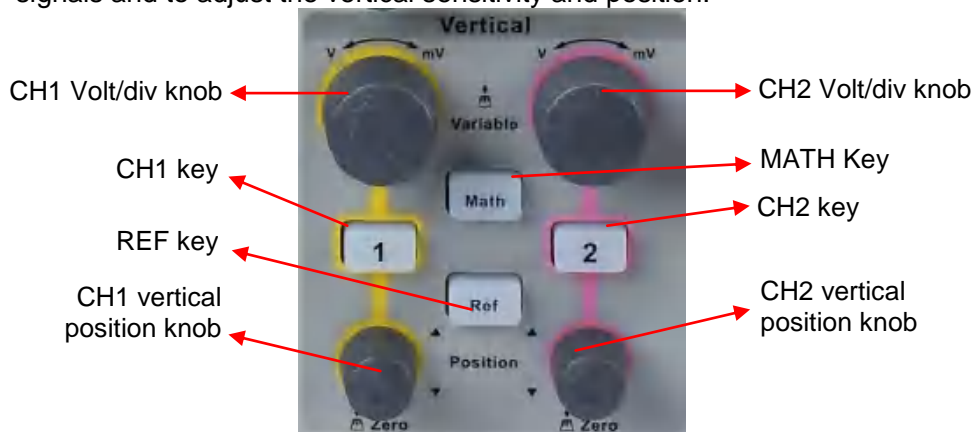 signals and to adjust the vertical sensitivity and position.
Vertical
V mV V mV
CH1 Volt/div knob
CH2 Volt/div knob
Variable
MATH Key
CH1 key
Math
CH2 key
REF key
1
2
CH1 vertical
position knob
Ref
CH2 vertical
position knob
Position
Zero
Zero